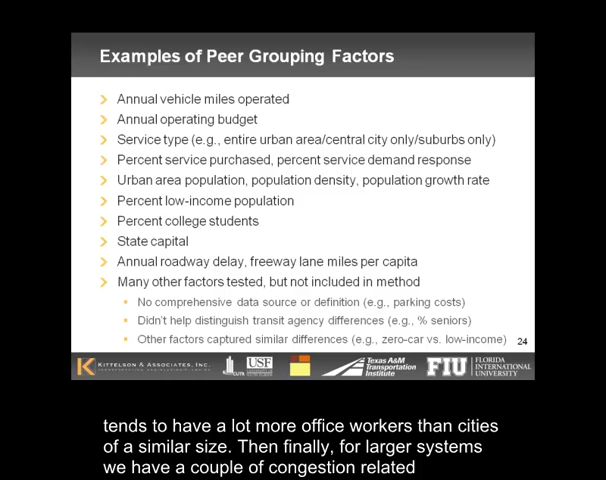 Examples of Peer Grouping Factors
Annual vehicle miles operated
Annual operating budget
Service type (e.g., entire urban area/central city only/suburbs only)
Percent service purchased, percent service demand response
Urban area population, population density, population growth rate
Percent low-income population
Percent college students
State capital
Annual roadway delay, freeway lane miles per capita
Many other factors tested, but not included in method
No comprehensive data source or definition (e.g., parking costs)
Didn't help distinguish transit agency differences (e.g., % seniors)
Other factors captured similar differences (e.g., zero-car vs. low-income)
24
KITTELSON & ASSOCIATES, INC.
CUTR
USF
Texas A&M
Transportation
Institute
FIU
FLORIDA
INTERNATIONAL
UNIVERSITY
tends to have a lot more office workers than cities
of a similar size. Then finally, for larger systems
we have a couple of congestion related